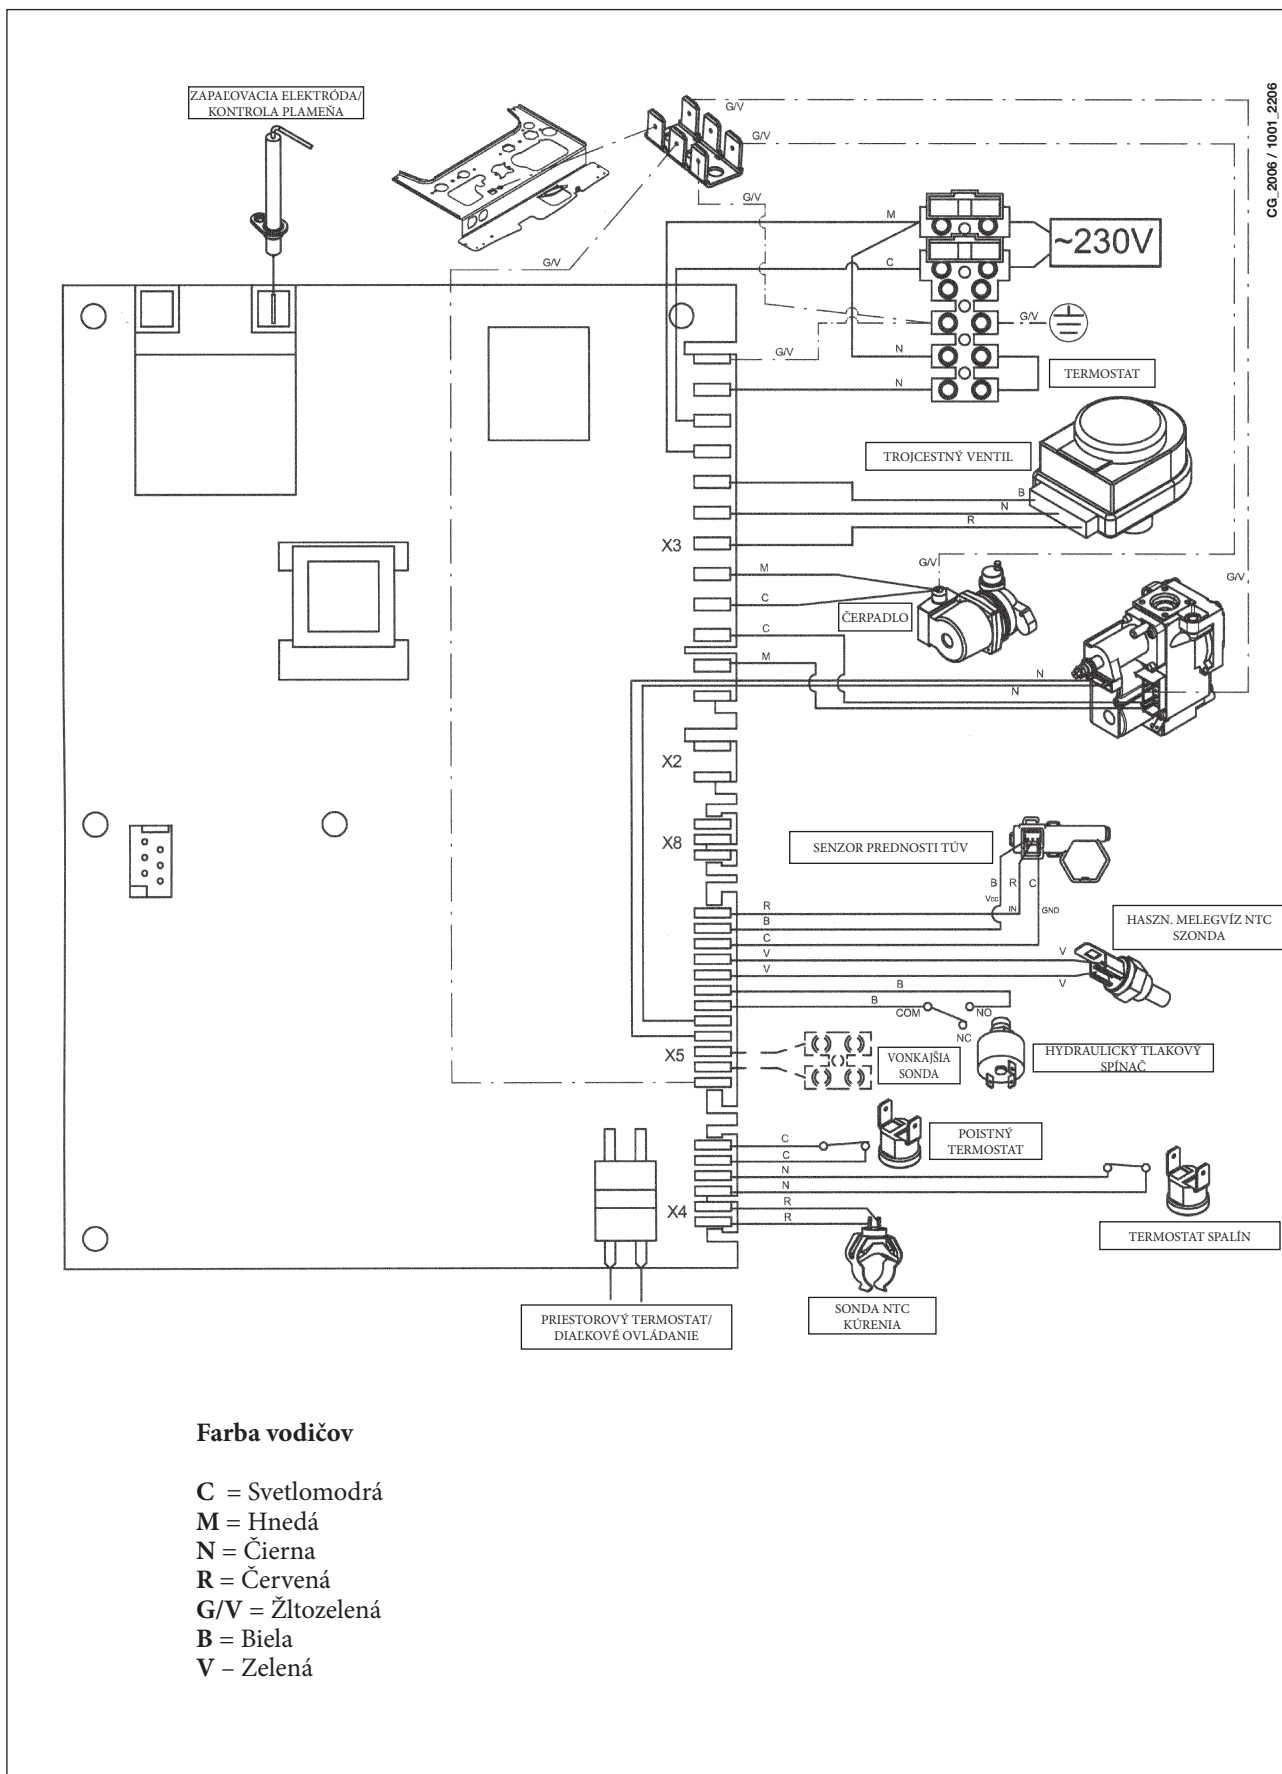 CG_2006 / 1001_2206
ZAPAĽOVACIA ELEKTRÓDA/
KONTROLA PLAMEŇA
G/V
G/V
G/V
M
~230V
G/V
C
G/V
G/V
N
TERMOSTAT
N
TROJCESTNÝ VENTIL
B
N
R
X3
G/V
M
G/V
C
ČERPADLO
C
M
N
N
X2
X8
SENZOR PREDNOSTI TÚV
B R C
Vcc
IN
GND
R
B
C
HASZN. MELEGVÍZ NTC
SZONDA
V
V
V
V
B
B
COM
NO
NC
X5
VONKAJŠIA
SONDA
HYDRAULICKÝ TLAKOVÝ
SPÍNAČ
C
C
POISTNÝ
TERMOSTAT
N
N
R
X4
R
TERMOSTAT SPALÍN
PRIESTOROVÝ TERMOSTAT/
DIAĽKOVÉ OVLÁDANIE
SONDA NTC
KÚRENIA
Farba vodičov
C = Svetlomodrá
M = Hnedá
N = Čierna
R = Červená
G/V = Žltozelená
B = Biela
V – Zelená